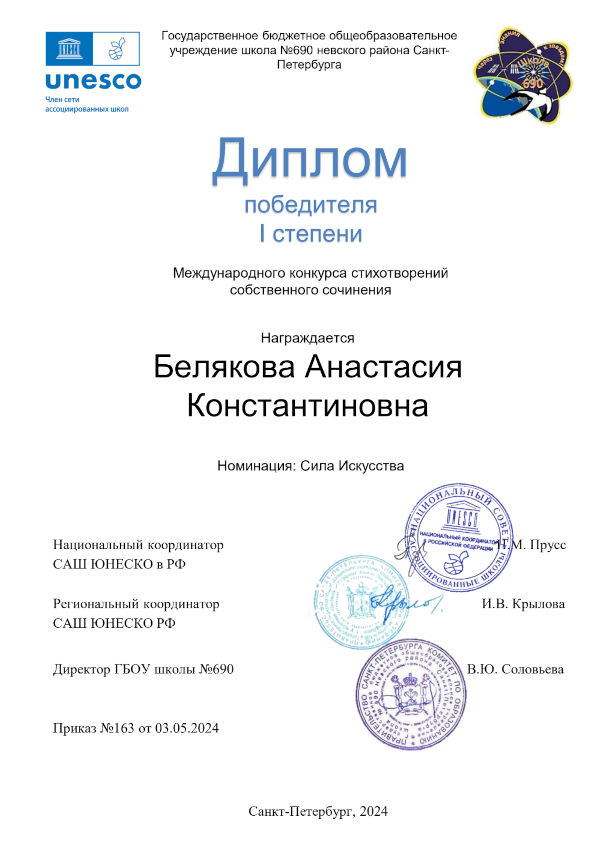 unesco
Член сети
ассоциированных школ
Государственное бюджетное общеобразовательное
учреждение школа №690 невского района Санкт-
Петербурга
через знания к звездам
школа
690
Диплом
победителя
I степени
Международного конкурса стихотворений
собственного сочинения
Награждается
Белякова Анастасия
Константиновна
Номинация: Сила Искусства
НАЦИОНАЛЬНЫЙ СОВЕТ
АССОЦИИРОВАННЫЕ ШКОЛЫ
UNESCO
НАЦИОНАЛЬНЫЙ КООРДИНАТОР
В РОССИЙСКОЙ ФЕДЕРАЦИИ
Национальный координатор
САШ ЮНЕСКО в РФ
Н.М. Прусс
Региональный координатор
САШ ЮНЕСКО РФ
И.В. Крылова
Директор ГБОУ школы №690
В.Ю. Соловьева
ПРАВИТЕЛЬСТВО САНКТ-ПЕТЕРБУРГА КОМИТЕТ ПО ОБРАЗОВАНИЮ
Приказ №163 от 03.05.2024
Санкт-Петербург, 2024